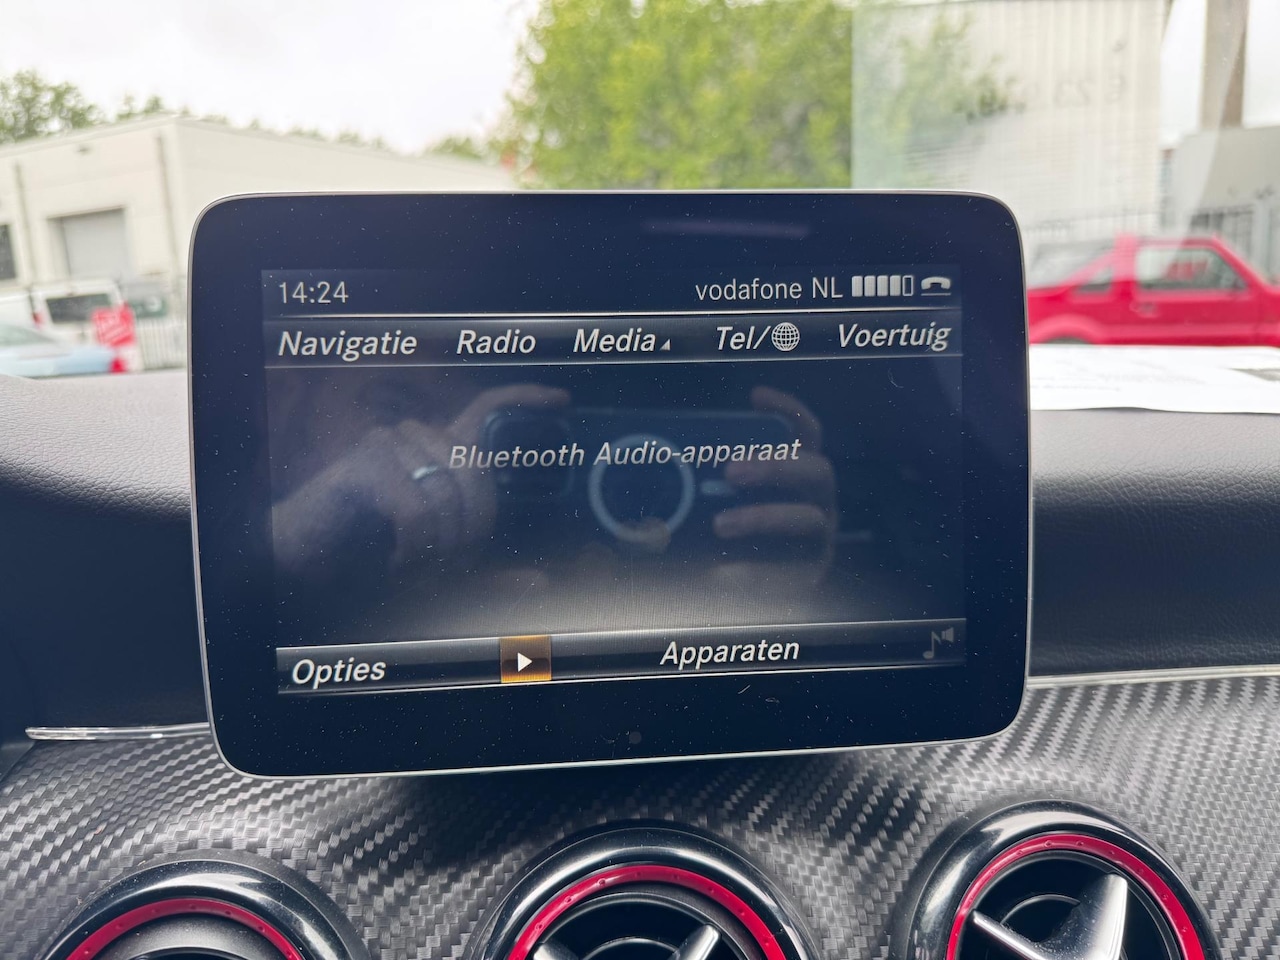 14:24 vodafone NL
Navigatie Radio Media Tel/ Voertuig
Bluetooth Audio-apparaat
Opties Apparaten